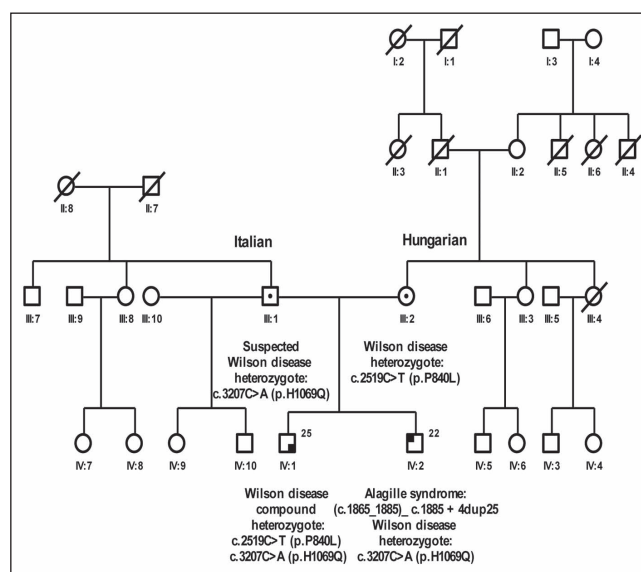 I:2 I:1 I:3 I:4
II:3 II:1 II:2 II:5 II:6 II:4
II:8 II:7
Italian Hungarian
III:7 III:9 III:8 III:10 III:1 III:2 III:6 III:3 III:5 III:4
Suspected
Wilson disease
heterozygote:
c.3207C>A (p.H1069Q)
Wilson disease
heterozygote:
c.2519C>T (p.P840L)
25 22
IV:7 IV:8 IV:9 IV:10 IV:1 IV:2 IV:5 IV:6 IV:3 IV:4
Wilson disease
compound
heterozygote:
c.2519C>T (p.P840L)
c.3207C>A (p.H1069Q)
Alagille syndrome:
(c.1865_1885)_ c.1885 + 4dup25
Wilson disease
heterozygote:
c.3207C>A (p.H1069Q)